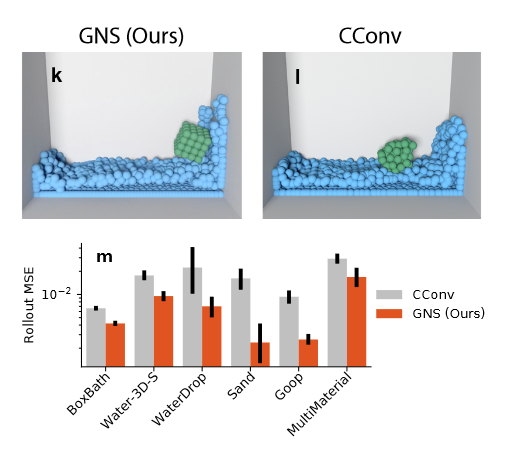 GNS (Ours)
CConv
k
l
m
Rollout MSE
10⁻²
CConv
GNS (Ours)
BoxBath
Water-3D-S
WaterDrop
Sand
Goop
MultiMaterial